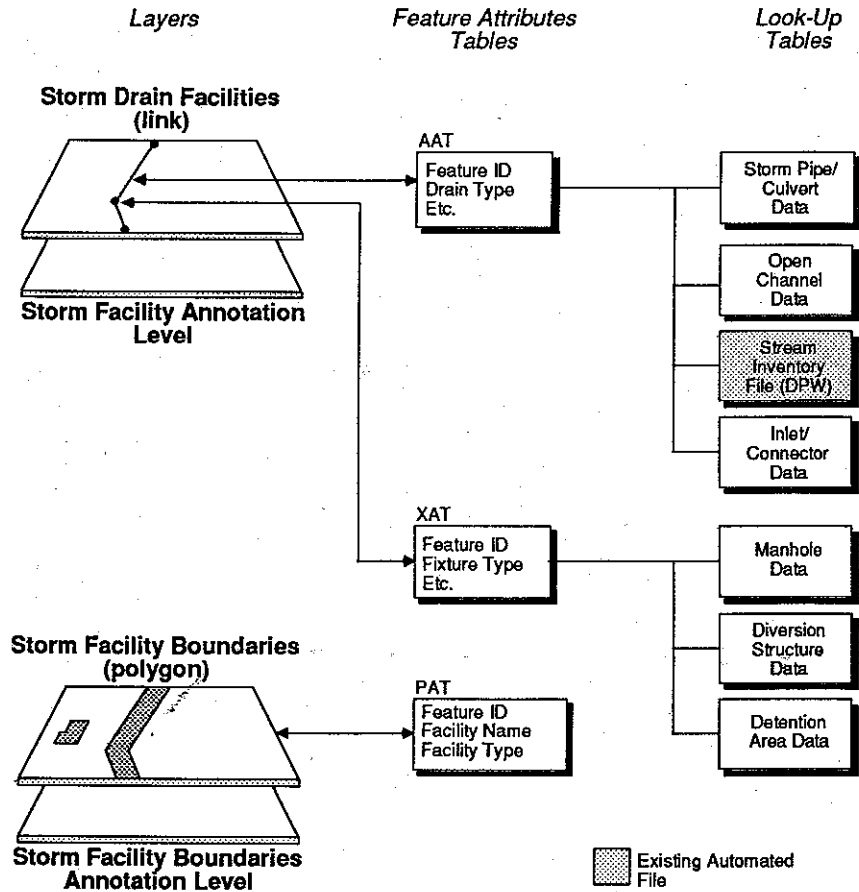 Layers
Feature Attributes
Tables
Look-Up
Tables
Storm Drain Facilities
(link)
Storm Facility Annotation
Level
AAT
Feature ID
Drain Type
Etc.
Storm Pipe/
Culvert
Data
Open
Channel
Data
Stream
Inventory
File (DPW)
Inlet/
Connector
Data
XAT
Feature ID
Fixture Type
Etc.
Manhole
Data
Diversion
Structure
Data
Detention
Area Data
Storm Facility Boundaries
(polygon)
PAT
Feature ID
Facility Name
Facility Type
Storm Facility Boundaries
Annotation Level
Existing Automated
File